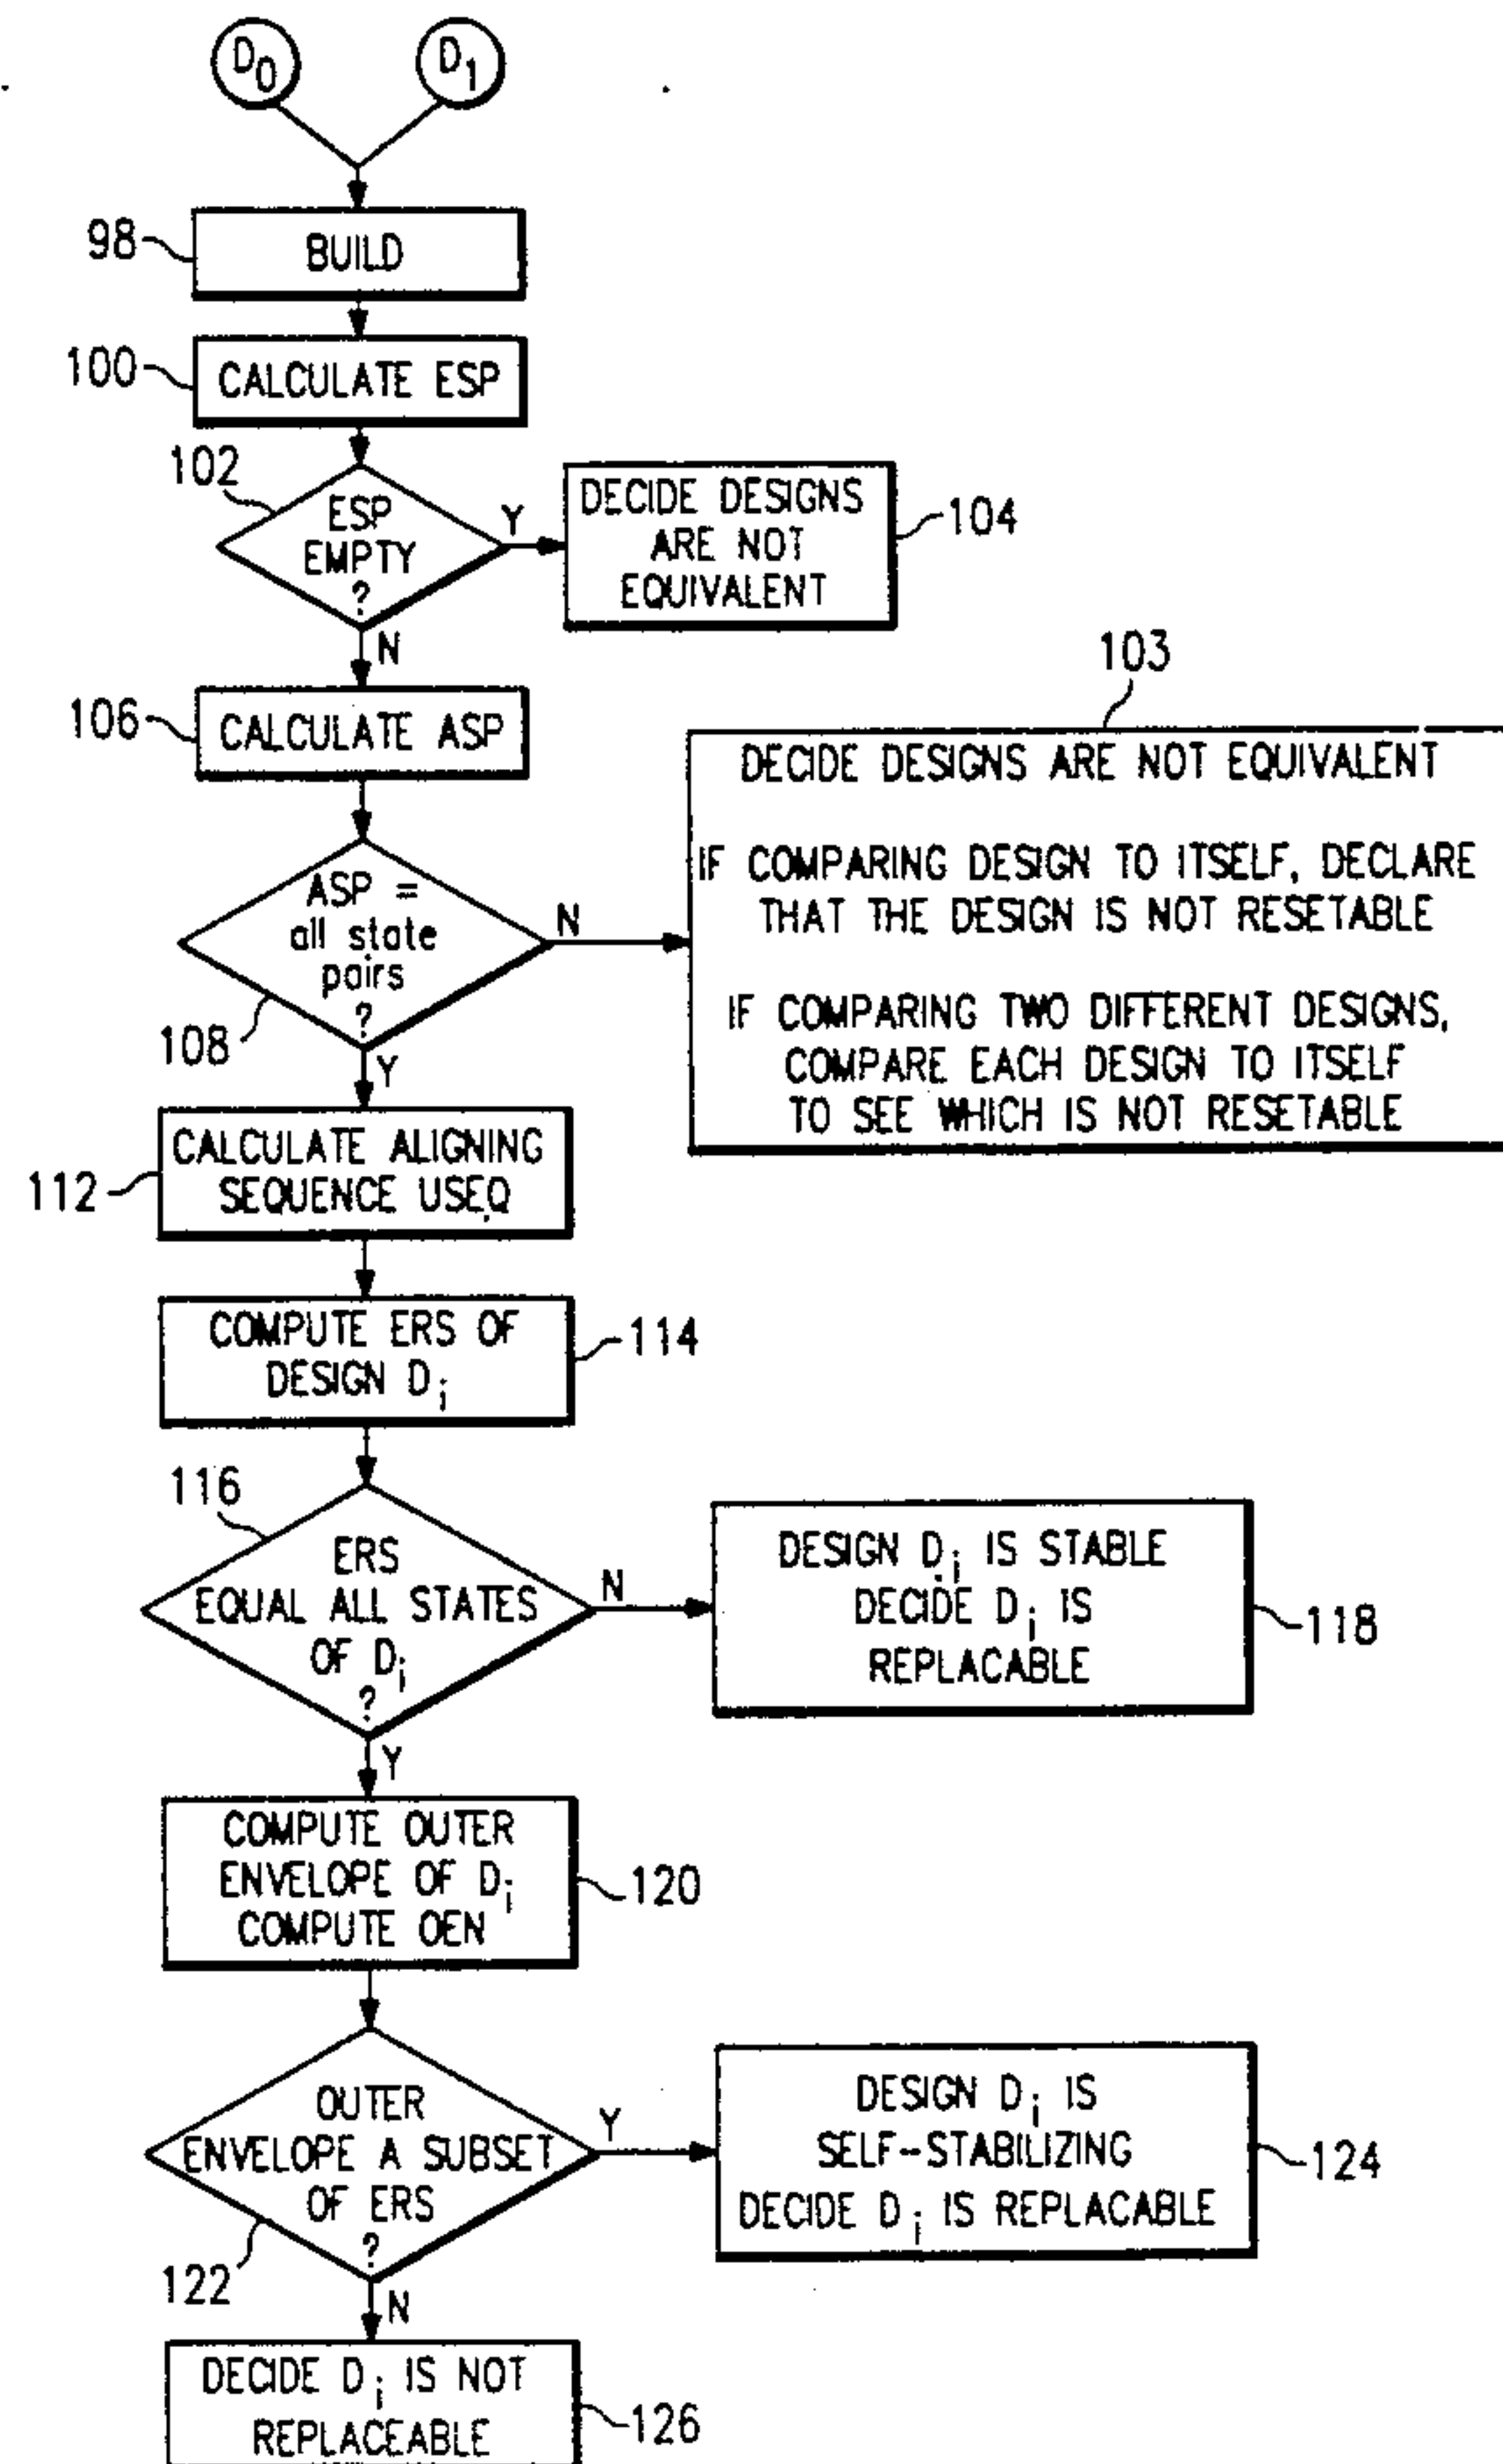 D0 D1
98
BUILD
100
CALCULATE ESP
102
ESP
EMPTY
?
Y
N
DECIDE DESIGNS
ARE NOT
EQUIVALENT
104
106
CALCULATE ASP
103
DECIDE DESIGNS ARE NOT EQUIVALENT
IF COMPARING DESIGN TO ITSELF, DECLARE
THAT THE DESIGN IS NOT RESETABLE
IF COMPARING TWO DIFFERENT DESIGNS,
COMPARE EACH DESIGN TO ITSELF
TO SEE WHICH IS NOT RESETABLE
ASP =
all state
pairs
?
N
108
Y
112
CALCULATE ALIGNING
SEQUENCE USEQ
COMPUTE ERS OF
DESIGN Di
114
116
ERS
EQUAL ALL STATES
OF Di
?
N
Y
DESIGN Di IS STABLE
DECIDE Di IS
REPLACABLE
118
COMPUTE OUTER
ENVELOPE OF Di
COMPUTE OEN
120
OUTER
ENVELOPE A SUBSET
OF ERS
?
Y
122
N
DESIGN Di IS
SELF-STABILIZING
DECIDE Di IS REPLACABLE
124
DECIDE Di IS NOT
REPLACEABLE
126